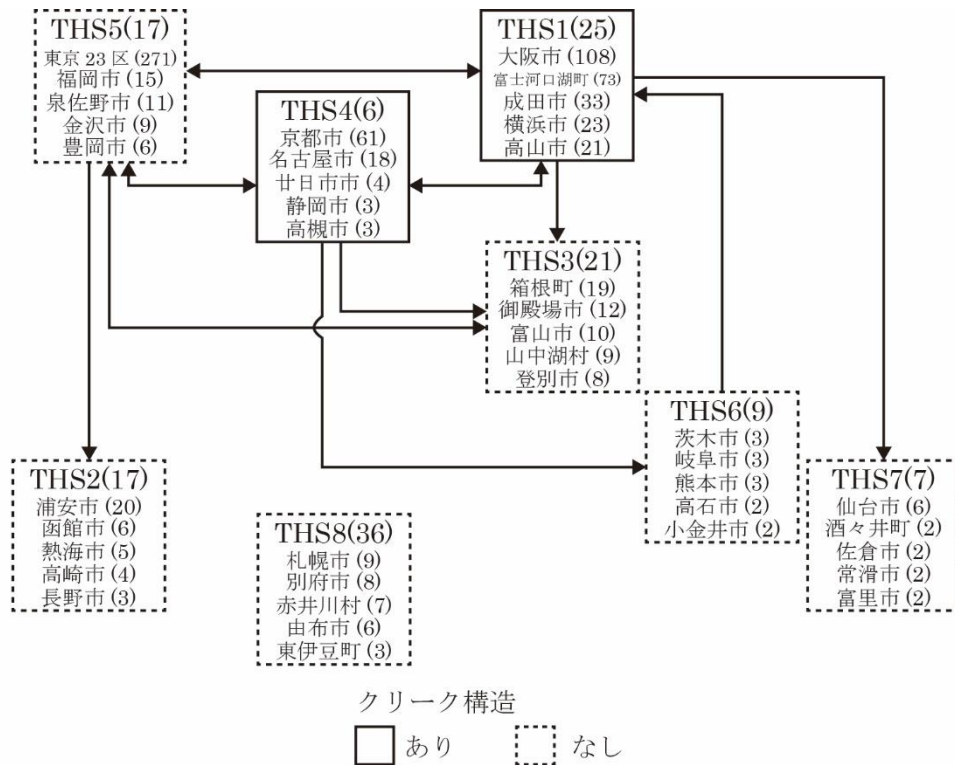 THS5(17)
東京 23 区 (271)
福岡市 (15)
泉佐野市 (11)
金沢市 (9)
豊岡市 (6)
THS1(25)
大阪市 (108)
富士河口湖町 (73)
成田市 (33)
横浜市 (23)
高山市 (21)
THS4(6)
京都市 (61)
名古屋市 (18)
廿日市市 (4)
静岡市 (3)
高槻市 (3)
THS3(21)
箱根町 (19)
御殿場市 (12)
富山市 (10)
山中湖村 (9)
登別市 (8)
THS6(9)
茨木市 (3)
岐阜市 (3)
熊本市 (3)
高石市 (2)
小金井市 (2)
THS2(17)
浦安市 (20)
函館市 (6)
熱海市 (5)
高崎市 (4)
長野市 (3)
THS8(36)
札幌市 (9)
別府市 (8)
赤井川村 (7)
由布市 (6)
東伊豆町 (3)
THS7(7)
仙台市 (6)
酒々井町 (2)
佐倉市 (2)
常滑市 (2)
富里市 (2)
クリーク構造
あり なし